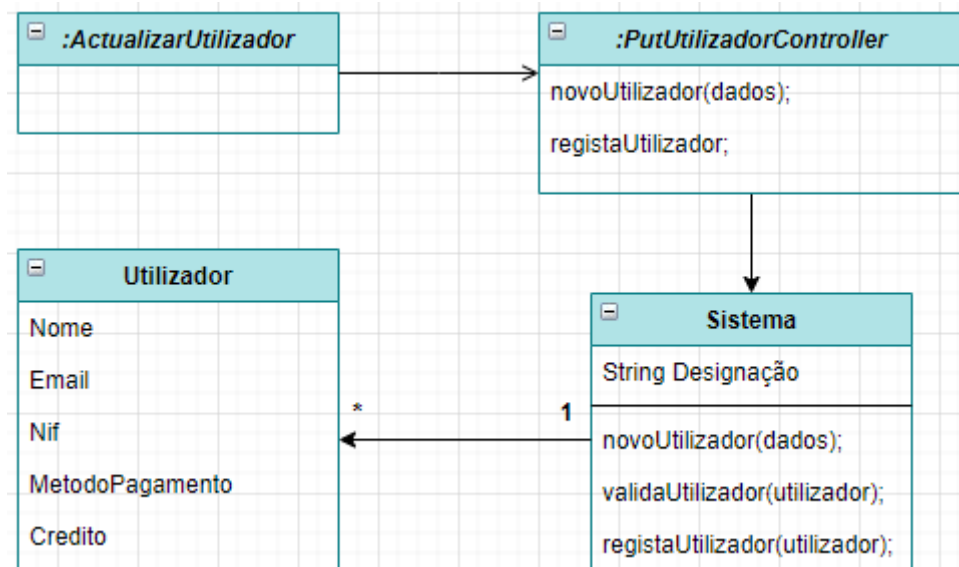 :ActualizarUtilizador
:PutUtilizadorController
novoUtilizador(dados);
registaUtilizador;
Utilizador
Nome
Email
Nif
MetodoPagamento
Credito
*
1
Sistema
String Designação
novoUtilizador(dados);
validaUtilizador(utilizador);
registaUtilizador(utilizador);